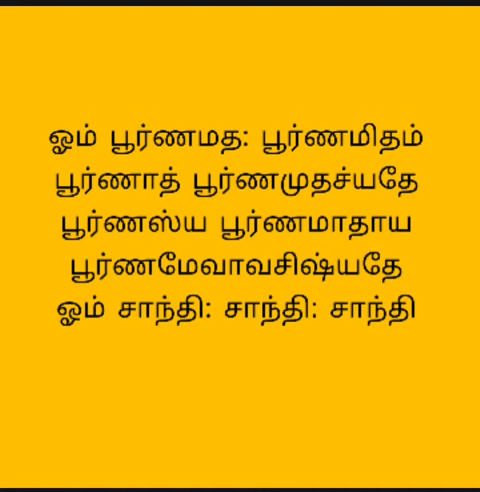 ஓம் பூர்ணமத: பூர்ணமிதம்
பூர்ணாத் பூர்ணமுதச்யதே
பூர்ணஸ்ய பூர்ணமாதாய
பூர்ணமேவாவசிஷ்யதே
ஓம் சாந்தி: சாந்தி: சாந்தி